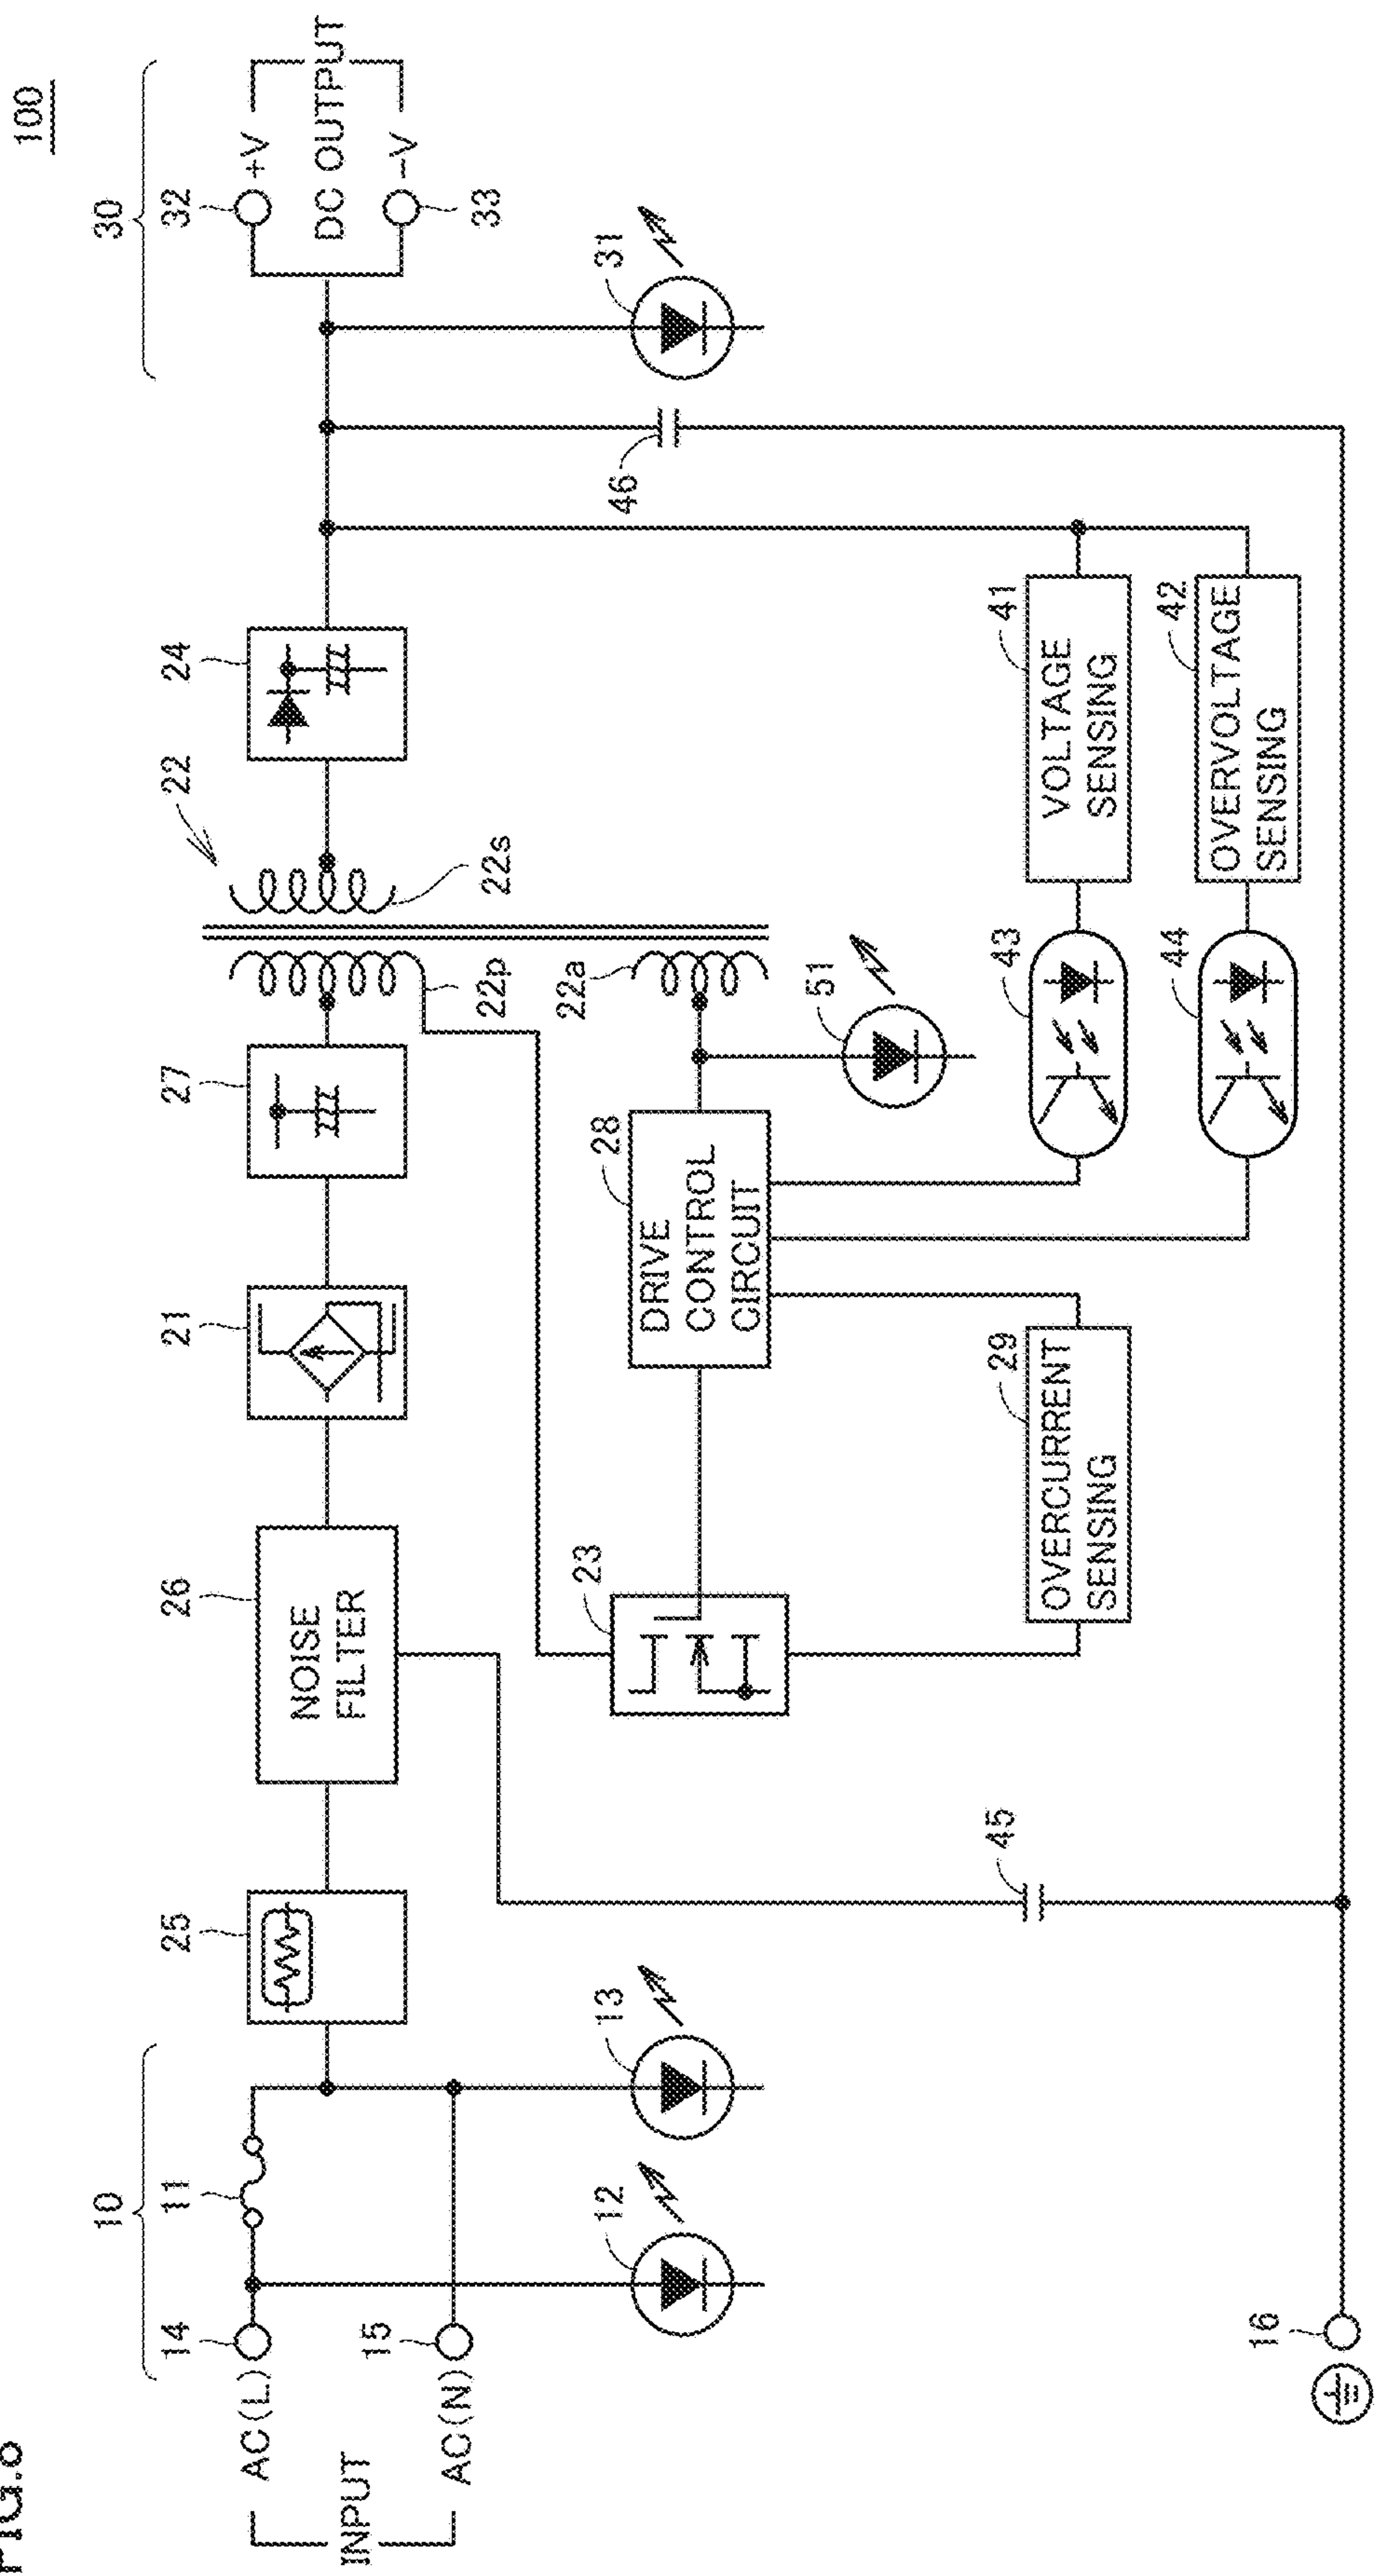 100
10
30
14
11
25
26
21
27
22
24
32
AC(L)
+V
INPUT
NOISE
FILTER
DC OUTPUT
AC(N)
15
-V
33
22p
22s
12
13
23
28
22a
46
31
DRIVE
CONTROL
CIRCUIT
51
45
29
43
41
OVERCURRENT
SENSING
VOLTAGE
SENSING
44
42
OVERVOLTAGE
SENSING
16